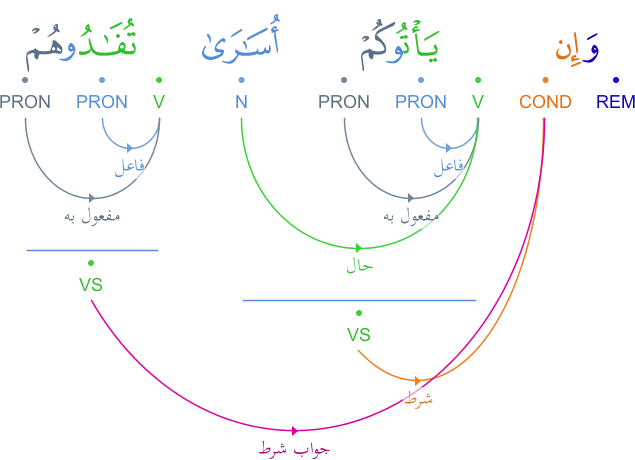 وَإِن يَأْتُوكُمْ أُسَـٰرَىٰ تُفَـٰدُوهُمْ
REM COND V PRON PRON N V PRON PRON
فاعل فاعل
مفعول به مفعول به
حال
VS
VS
شرط
جواب شرط